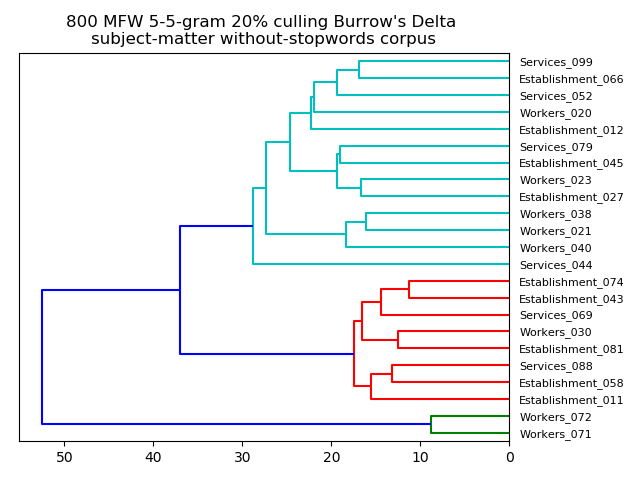 800 MFW 5-5-gram 20% culling Burrow's Delta
subject-matter without-stopwords corpus
Services_099
Establishment_066
Services_052
Workers_020
Establishment_012
Services_079
Establishment_045
Workers_023
Establishment_027
Workers_038
Workers_021
Workers_040
Services_044
Establishment_074
Establishment_043
Services_069
Workers_030
Establishment_081
Services_088
Establishment_058
Establishment_011
Workers_072
Workers_071
50 40 30 20 10 0